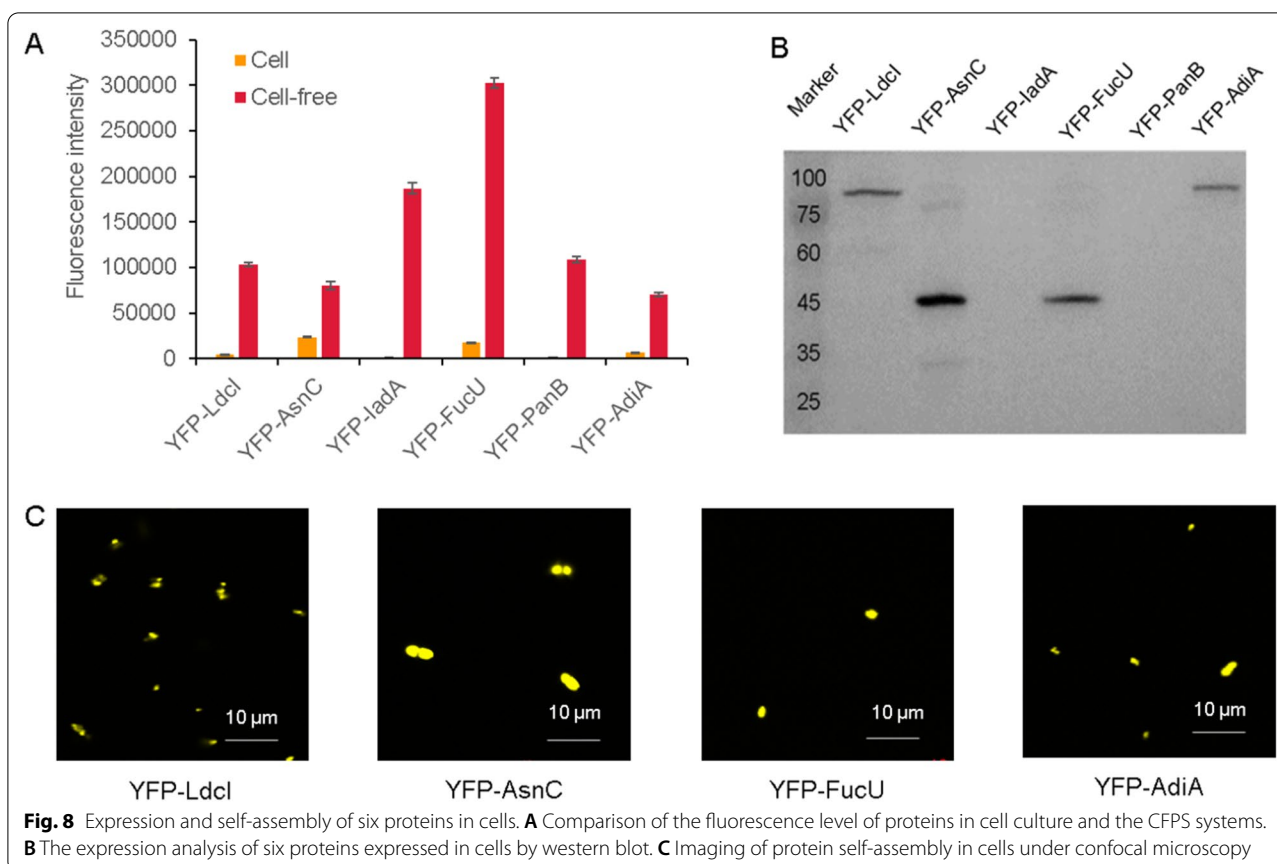 A
350000
300000
250000
200000
150000
100000
50000
0
Fluorescence intensity
Cell
Cell-free
YFP-LdcI
YFP-AsnC
YFP-IadA
YFP-FucU
YFP-PanB
YFP-AdiA
B
Marker
YFP-LdcI
YFP-AsnC
YFP-IadA
YFP-FucU
YFP-PanB
YFP-AdiA
100
75
60
45
35
25
C
10 µm
10 µm
10 µm
10 µm
YFP-LdcI
YFP-AsnC
YFP-FucU
YFP-AdiA
Fig. 8 Expression and self-assembly of six proteins in cells. A Comparison of the fluorescence level of proteins in cell culture and the CFPS systems.
B The expression analysis of six proteins expressed in cells by western blot. C Imaging of protein self-assembly in cells under confocal microscopy